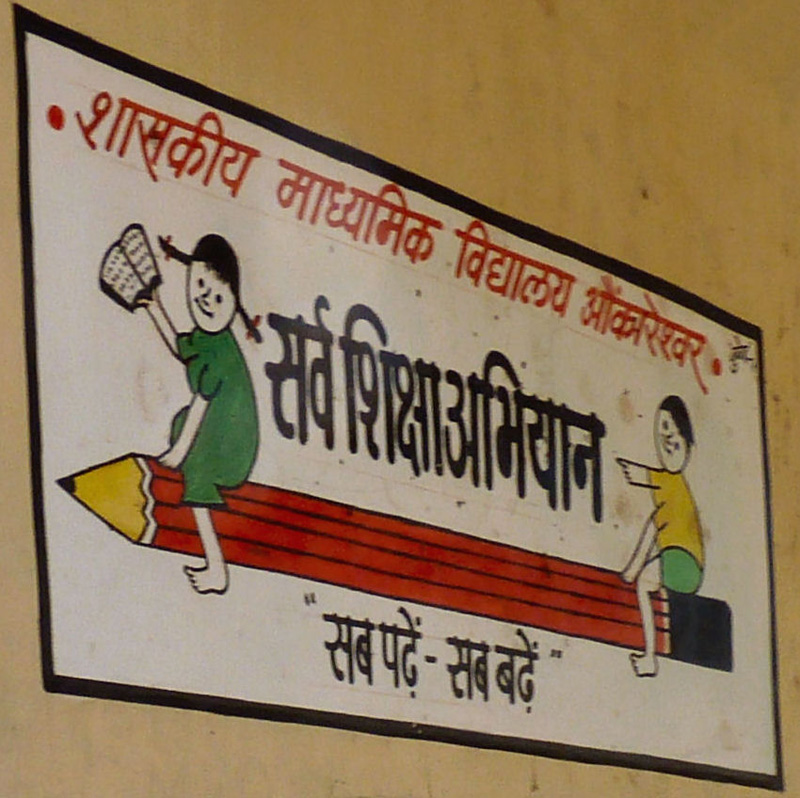 • शासकीय माध्यमिक विद्यालय ओंकारेश्वर •
सर्व शिक्षा अभियान
"सब पढ़ें - सब बढ़ें"